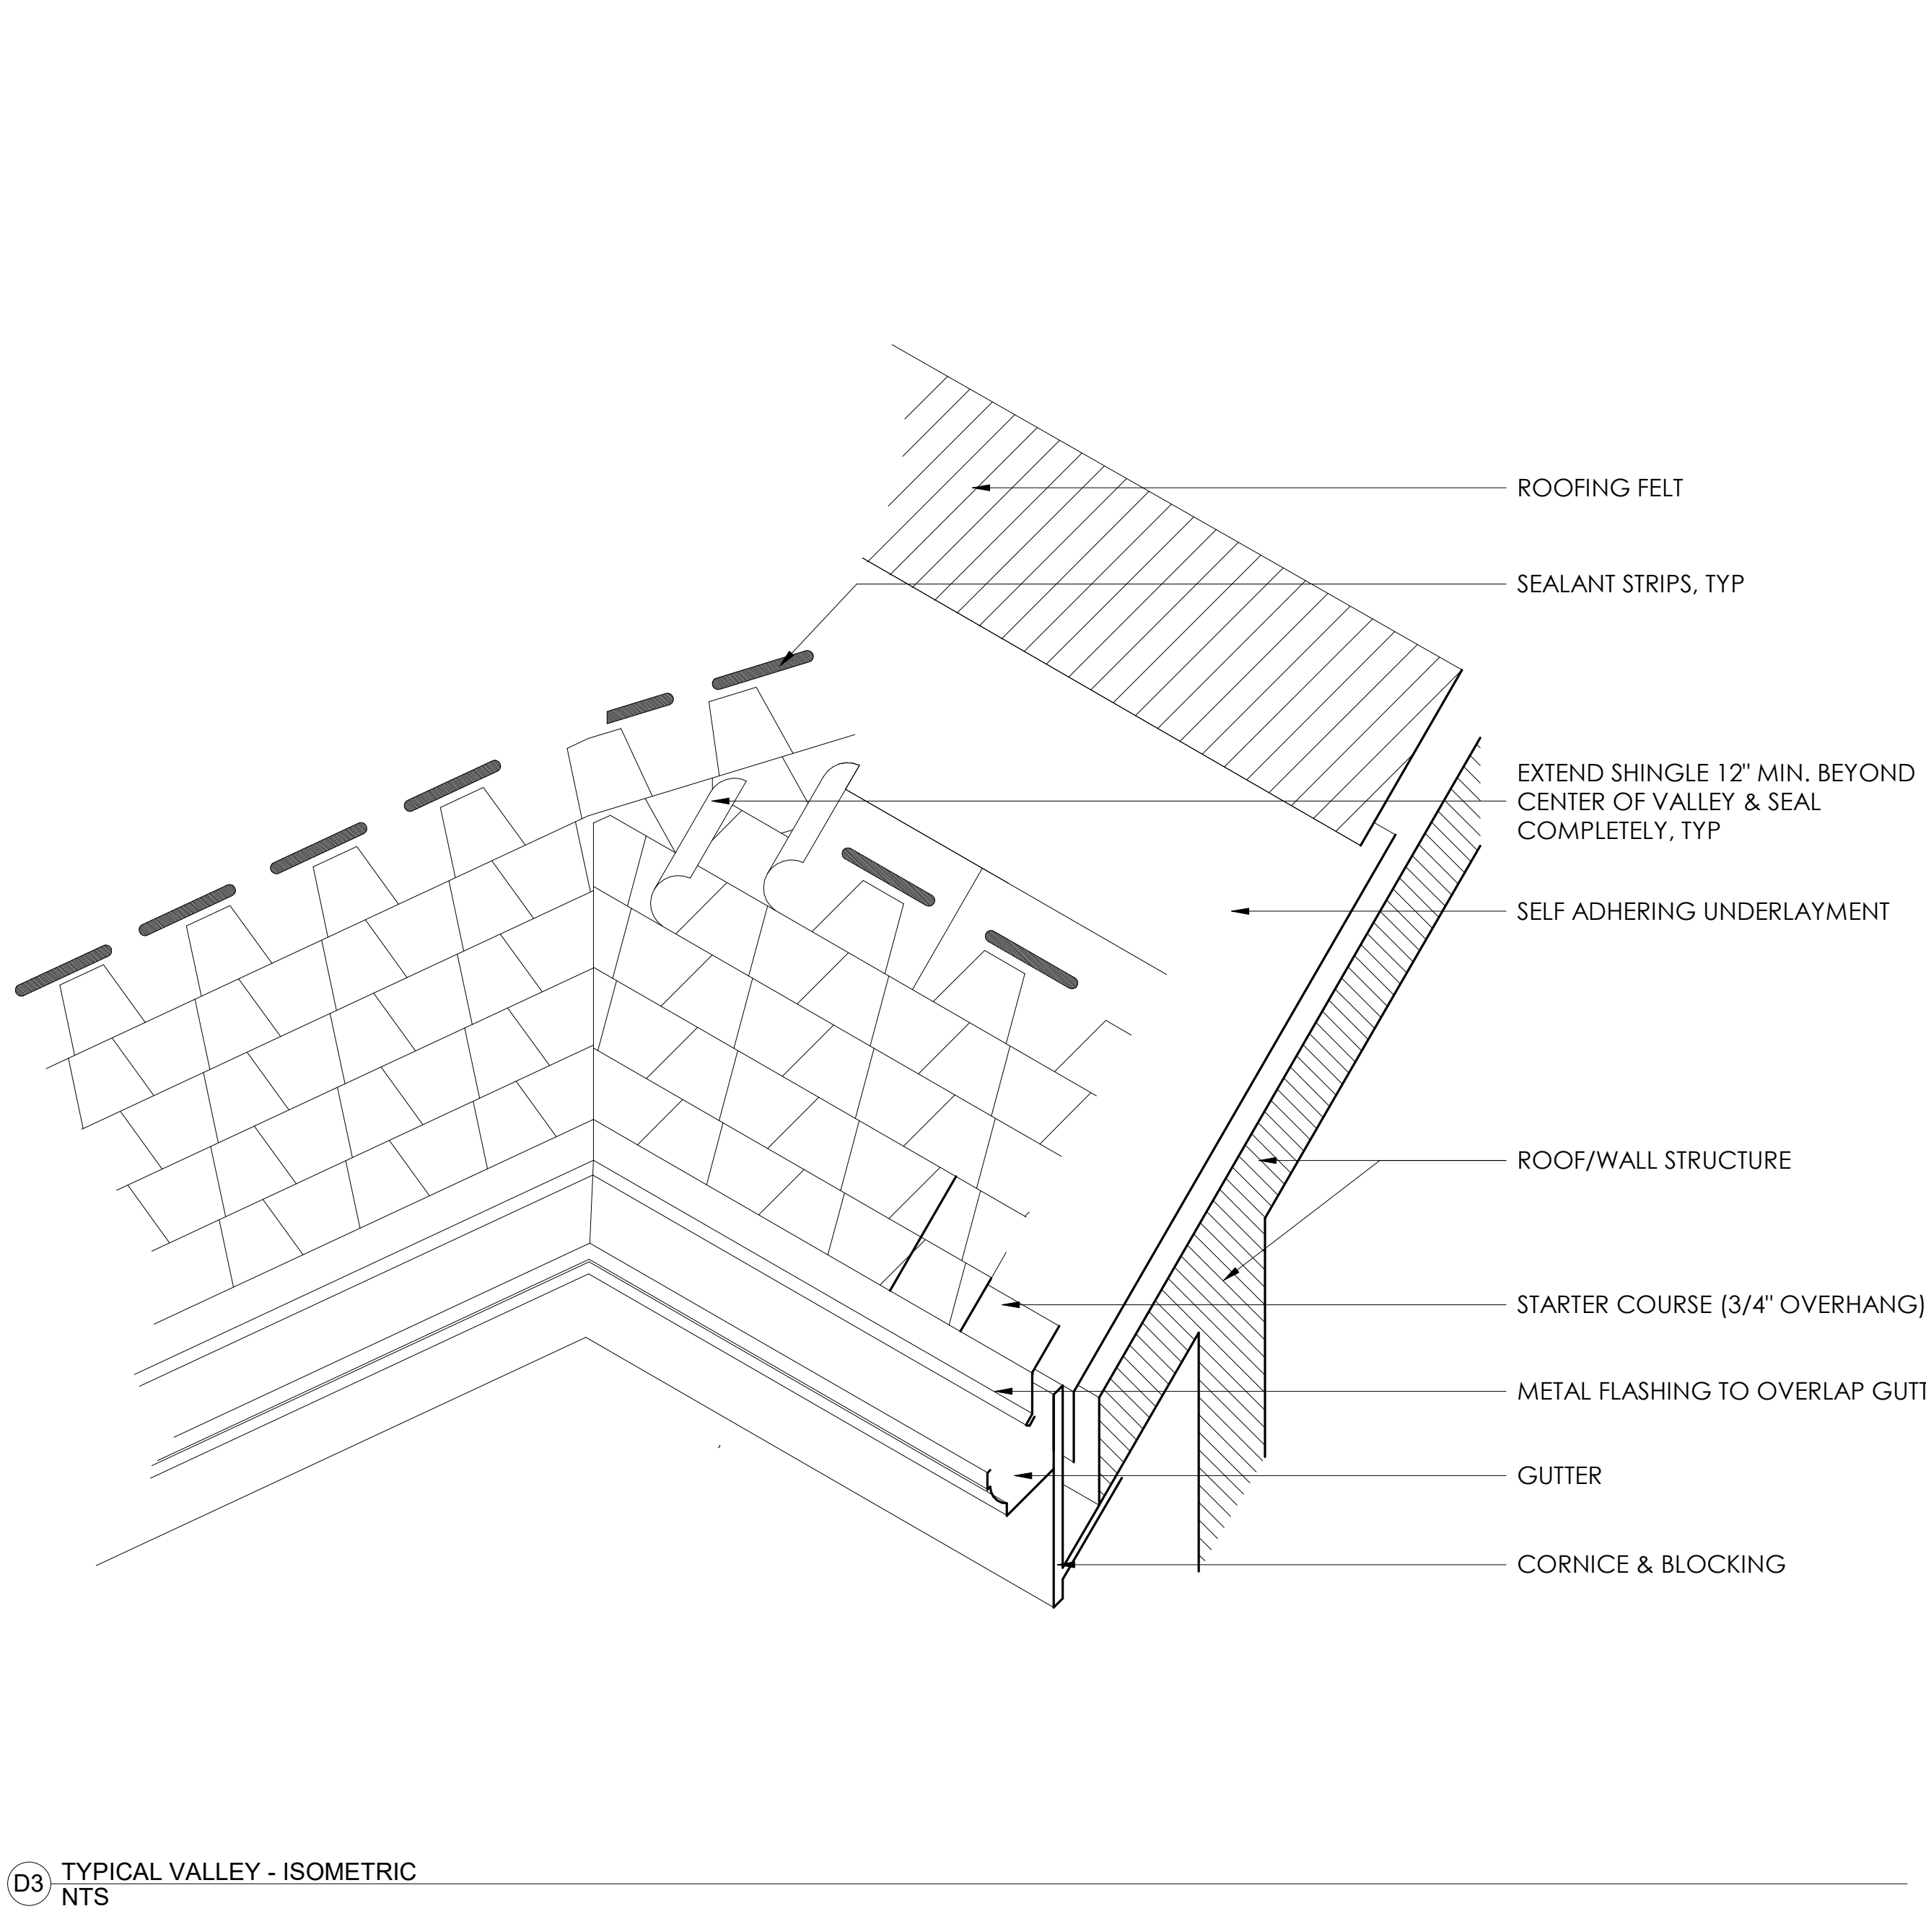 ROOFING FELT
SEALANT STRIPS, TYP
EXTEND SHINGLE 12" MIN. BEYOND
CENTER OF VALLEY & SEAL
COMPLETELY, TYP
SELF ADHERING UNDERLAYMENT
ROOF/WALL STRUCTURE
STARTER COURSE (3/4" OVERHANG)
METAL FLASHING TO OVERLAP
GUTTER
CORNICE & BLOCKING
D3 TYPICAL VALLEY - ISOMETRIC
NTS